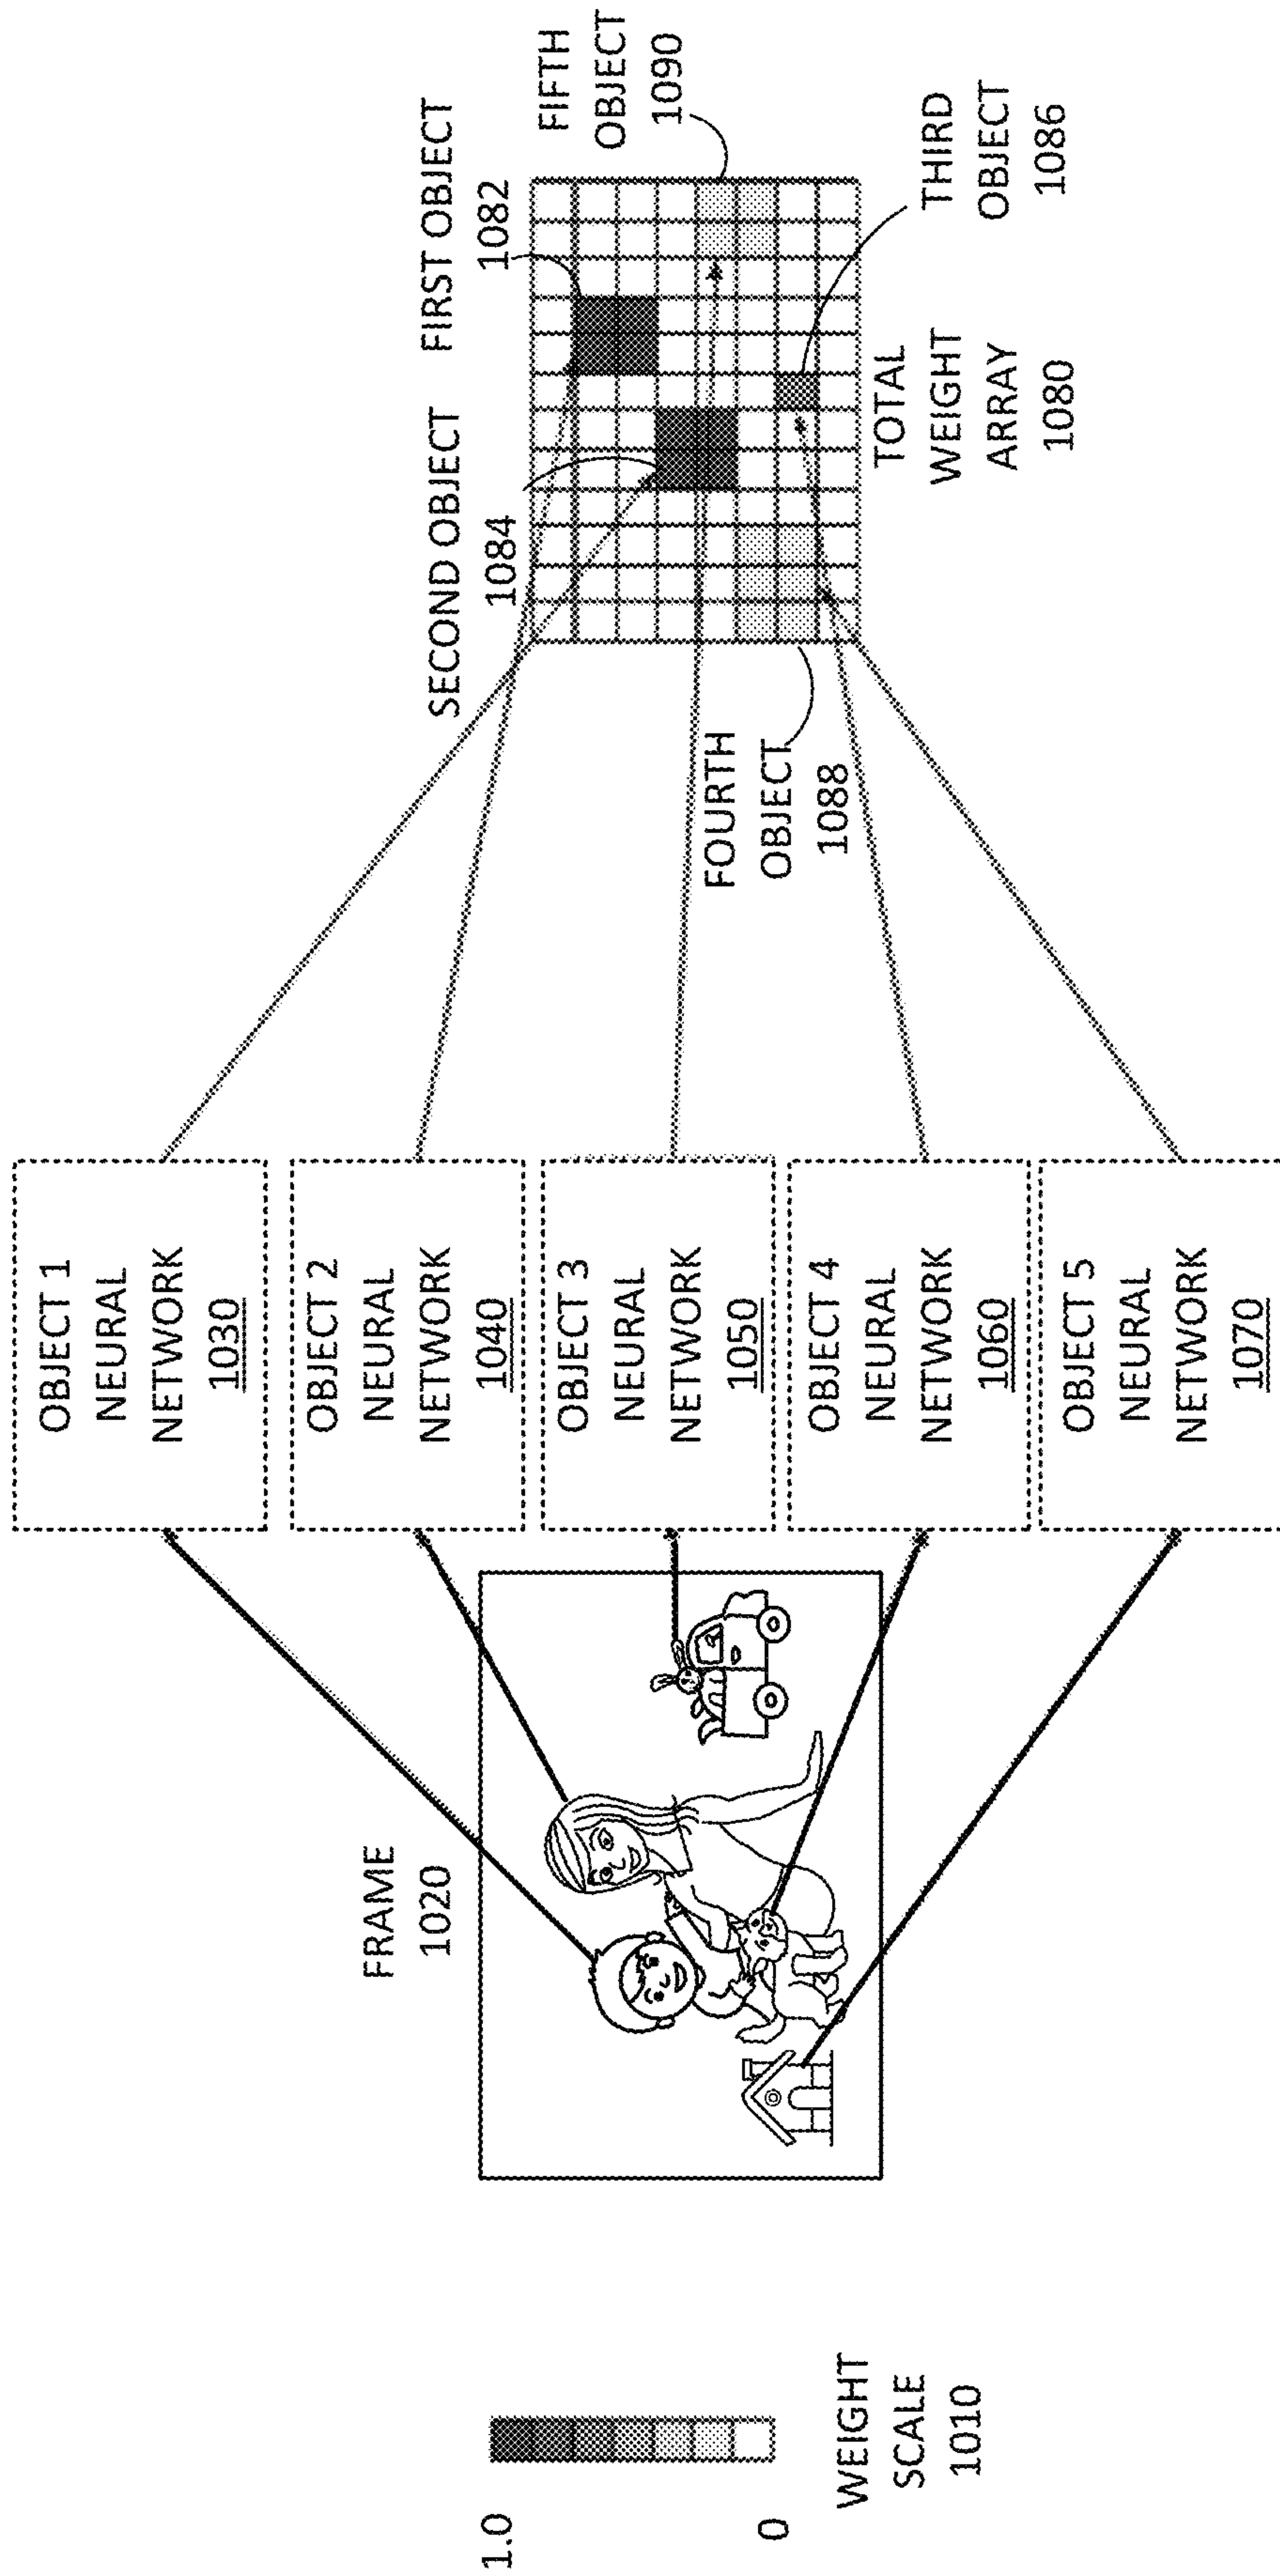 1.0
0
WEIGHT
SCALE
1010
FRAME
1020
OBJECT 1
NEURAL
NETWORK
1030
OBJECT 2
NEURAL
NETWORK
1040
OBJECT 3
NEURAL
NETWORK
1050
OBJECT 4
NEURAL
NETWORK
1060
OBJECT 5
NEURAL
NETWORK
1070
SECOND OBJECT
1084
FIRST OBJECT
1082
FIFTH
OBJECT
1090
FOURTH
OBJECT
1088
TOTAL
WEIGHT
ARRAY
1080
THIRD
OBJECT
1086